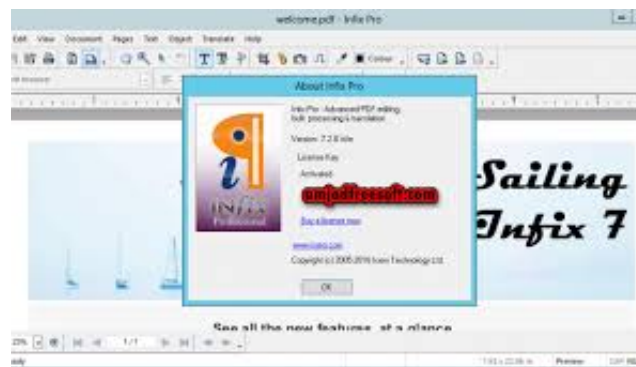 welcome.pdf - Infix Pro
Edit View Document Pages Text Object Translate Help
About Infix Pro
Infix Pro - Advanced PDF editing,
bulk processing & translation
Version 7.2.8
License Key
Activated
amjadfreesoft.com
Buy a license now
INFIX
Professional
www.iceni.com
Copyright (c) 2005-2016 Iceni Technology Ltd.
OK
Sailing
Infix 7
See all the new features, at a glance
1/1
Preview